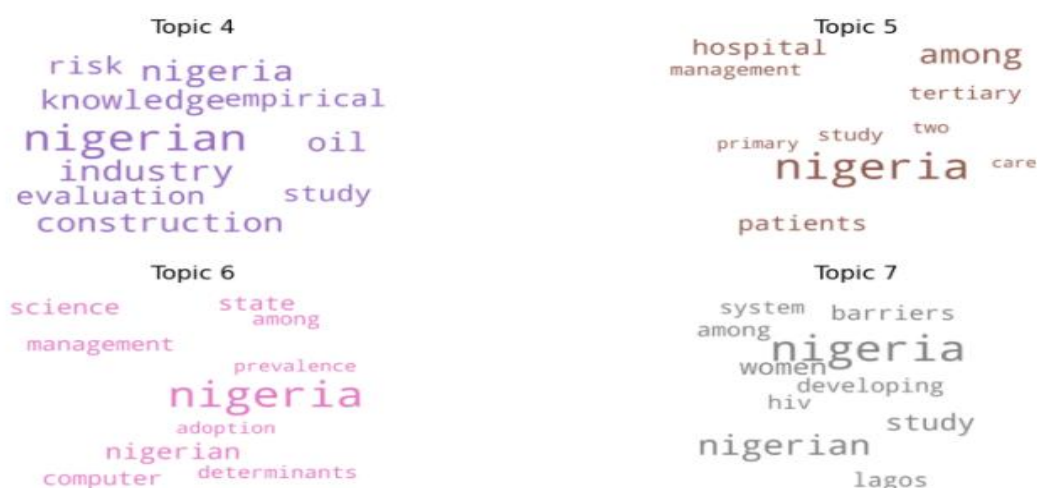 Topic 4
risk nigeria
knowledge empirical
nigerian oil
industry
evaluation study
construction
Topic 5
hospital among
management
tertiary
primary study two
nigeria care
patients
Topic 6
science state
among
management
prevalence
nigeria
adoption
nigerian
computer determinants
Topic 7
system barriers
among
nigeria
women
developing
hiv
study
nigerian
lagos